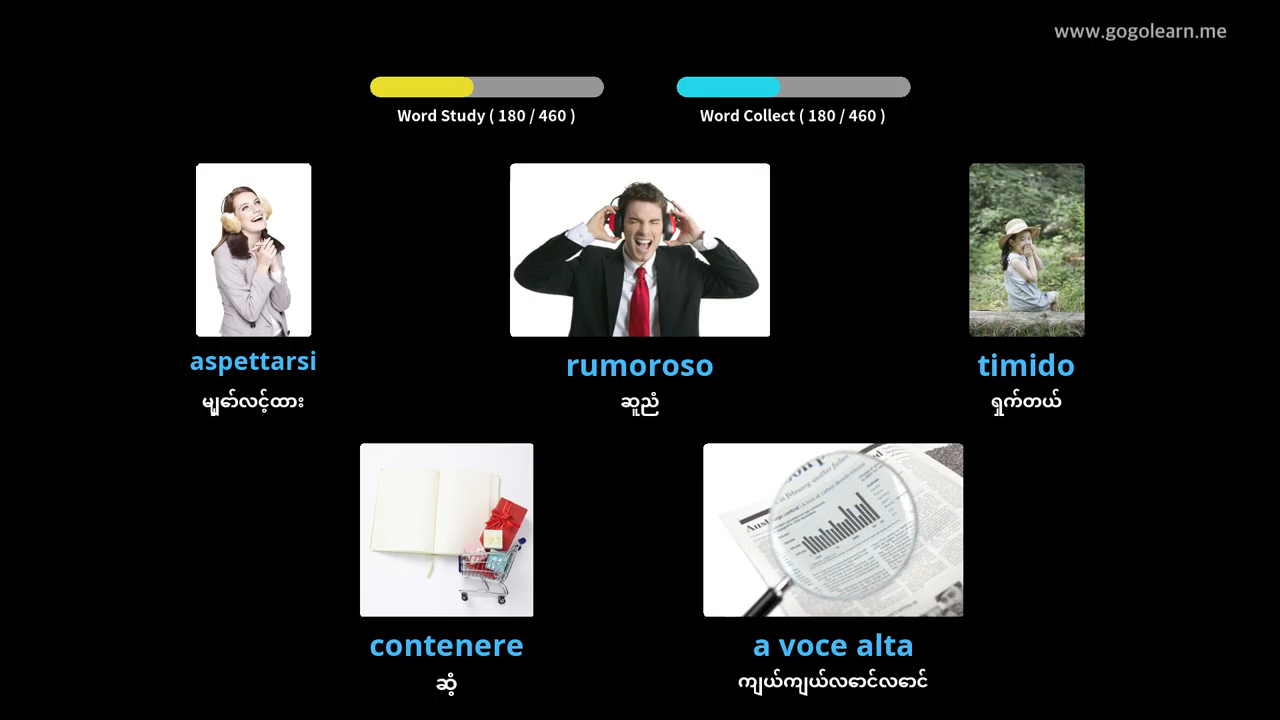 www.gogolearn.me
Word Study ( 180 / 460 )
Word Collect ( 180 / 460 )
aspettarsi
rumoroso
timido
မျှော်လင့်ထား
ဆူညံ
ရှက်တယ်
contenere
a voce alta
ဆံ့
ကျယ်ကျယ်လောင်လောင်